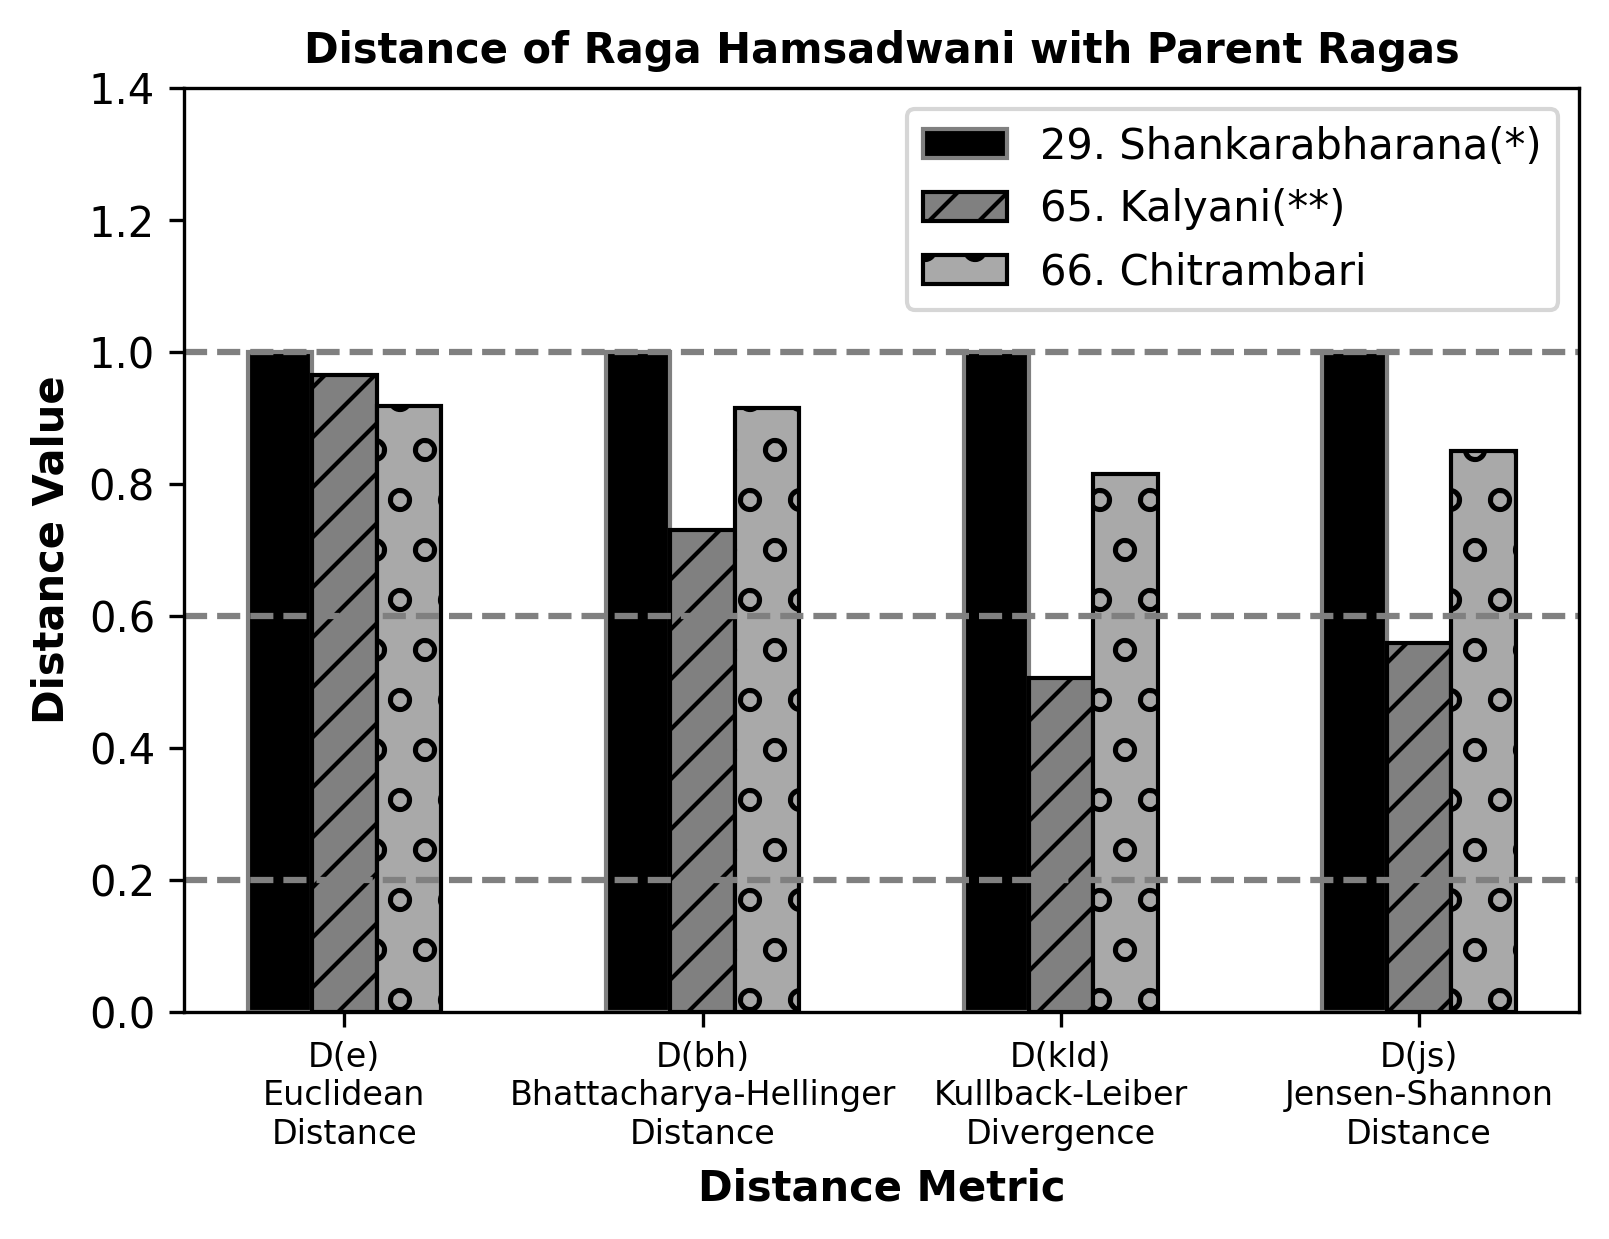 Distance of Raga Hamsadwani with Parent Ragas
1.4
1.2
1.0
0.8
0.6
0.4
0.2
0.0
Distance Value
29. Shankarabharana(*)
65. Kalyani(**)
66. Chitrambari
D(e)
Euclidean
Distance
D(bh)
Bhattacharya-Hellinger
Distance
D(kld)
Kullback-Leiber
Divergence
D(js)
Jensen-Shannon
Distance
Distance Metric